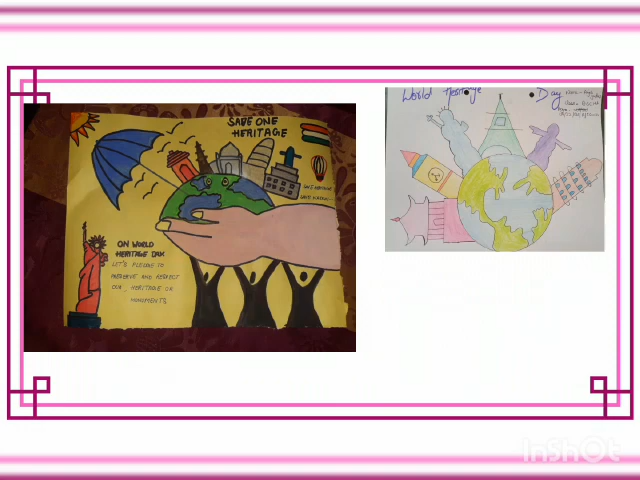 SAVE ONE
HERITAGE
ON WORLD
HERITAGE DAY
LET'S PLEDGE TO
PRESERVE AND RESPECT
OUR HERITAGE OR
MONUMENTS
World Heritage Day
InShOt